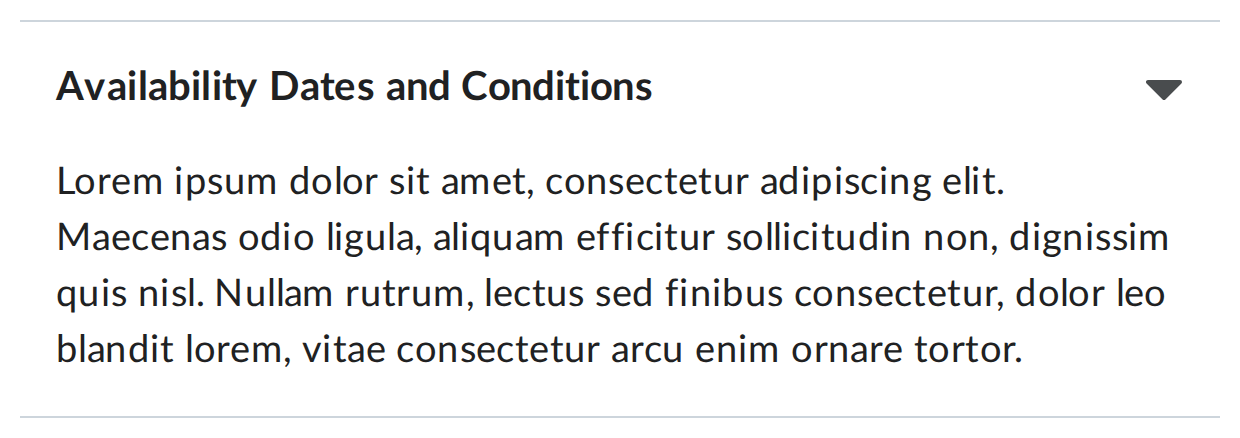 Availability Dates and Conditions
Lorem ipsum dolor sit amet, consectetur adipiscing elit.
Maecenas odio ligula, aliquam efficitur sollicitudin non, dignissim
quis nisl. Nullam rutrum, lectus sed finibus consectetur, dolor leo
blandit lorem, vitae consectetur arcu enim ornare tortor.